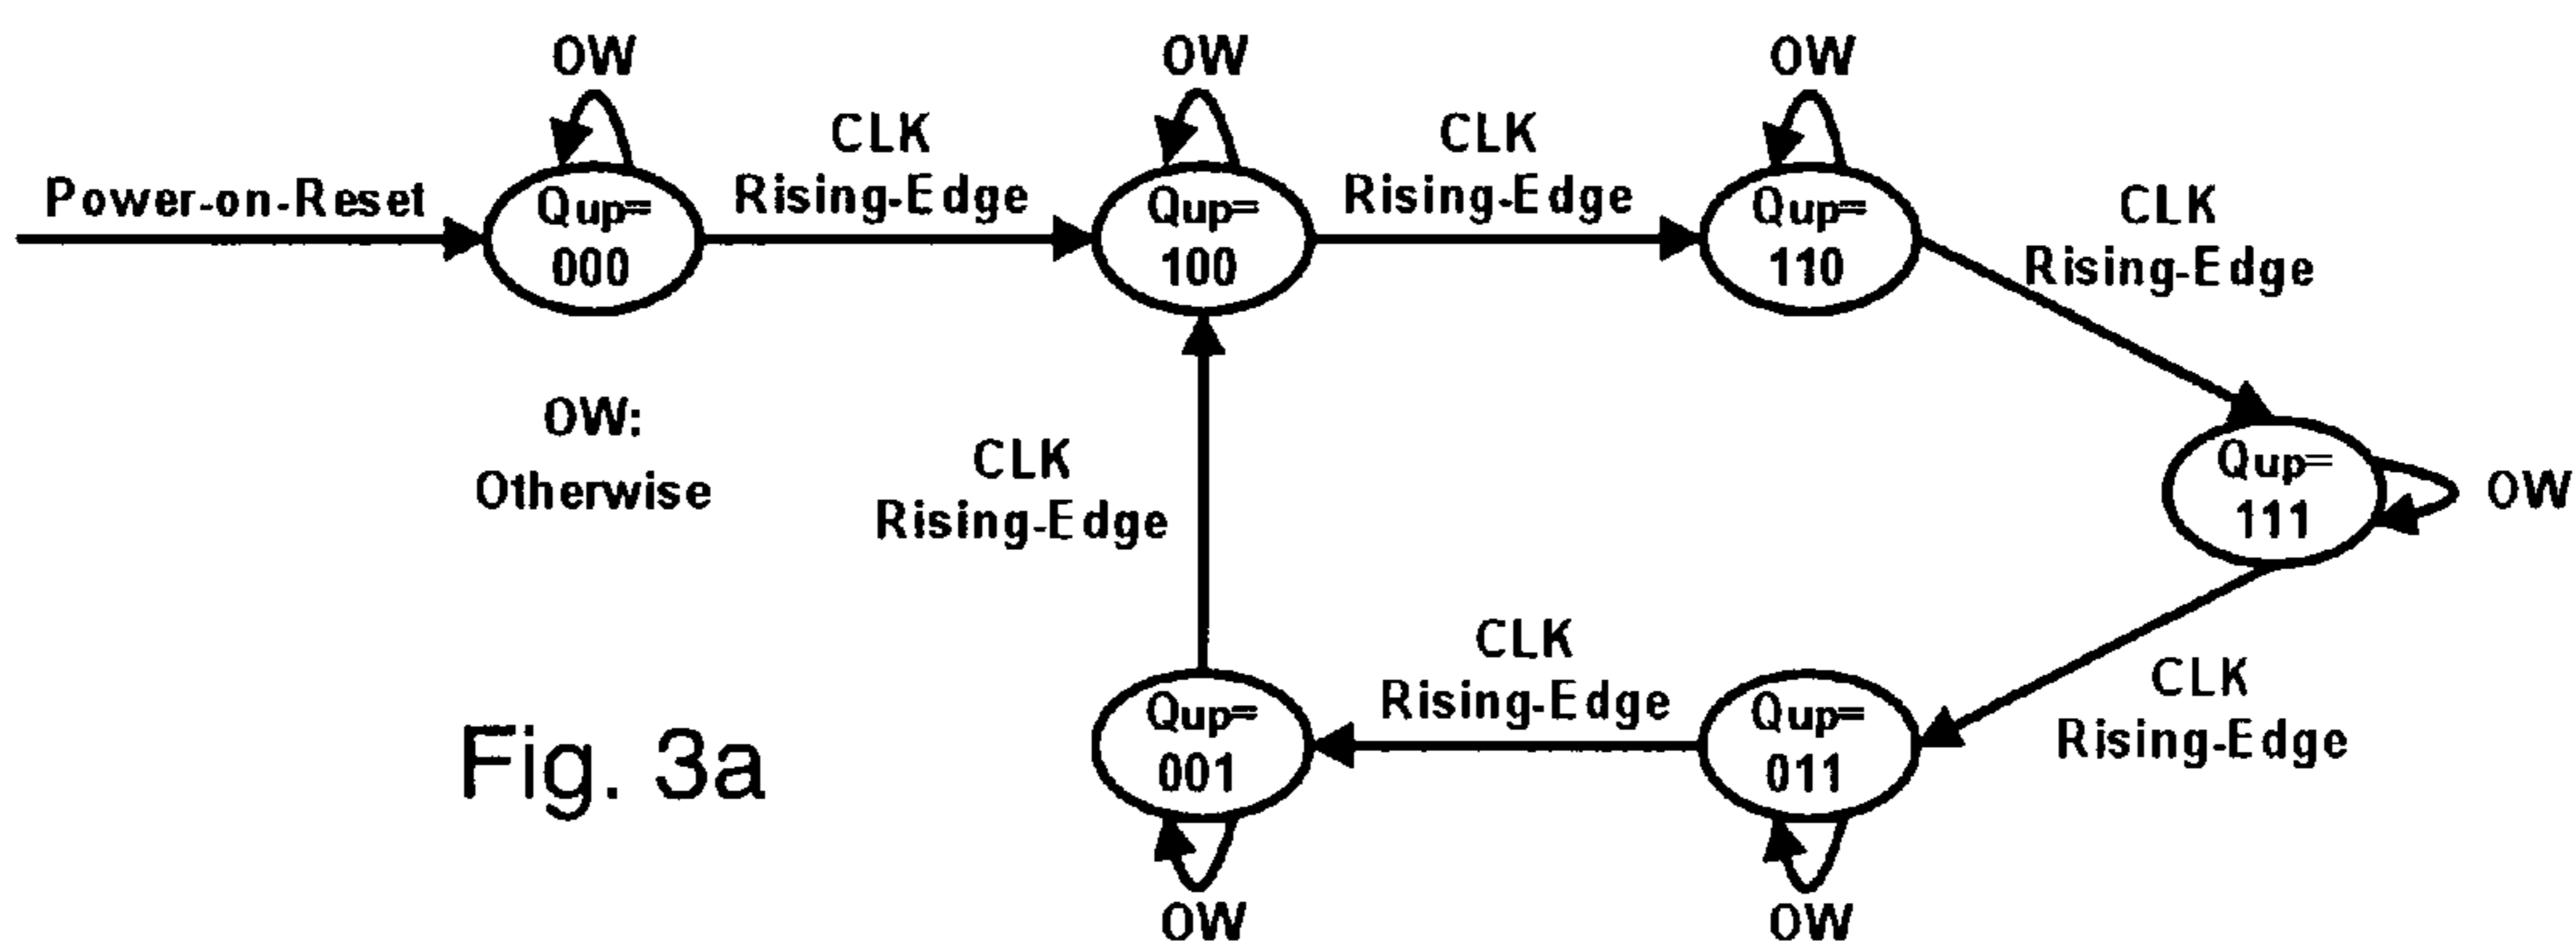 OW
OW
OW
CLK
Rising-Edge
CLK
Rising-Edge
CLK
Rising-Edge
Power-on-Reset
Qup=
000
Qup=
100
Qup=
110
OW:
Otherwise
CLK
Rising-Edge
Qup=
111
OW
CLK
Rising-Edge
CLK
Rising-Edge
Qup=
001
Qup=
011
OW
OW
Fig. 3a